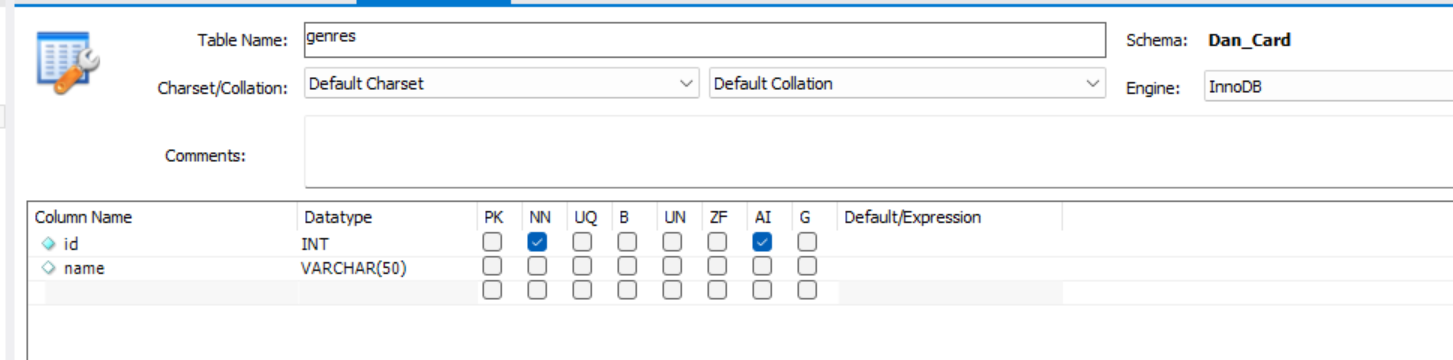 Table Name: genres Schema: Dan_Card
Charset/Collation: Default Charset Default Collation Engine: InnoDB
Comments:
Column Name Datatype PK NN UQ B UN ZF AI G Default/Expression
id INT
name VARCHAR(50)